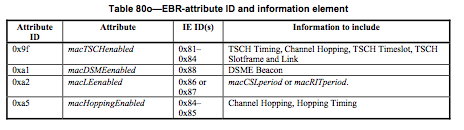 Table 80o—EBR-attribute ID and information element
Attribute ID Attribute IE ID(s) Information to include
0x9f macTSCHenabled 0x81–0x84 TSCH Timing, Channel Hopping, TSCH Timeslot, TSCH Slotframe and Link
0xa1 macDSMEenabled 0x88 DSME Beacon
0xa2 macLEenabled 0x86 or 0x87 macCSLperiod or macRITperiod.
0xa5 macHoppingEnabled 0x84–0x85 Channel Hopping, Hopping Timing